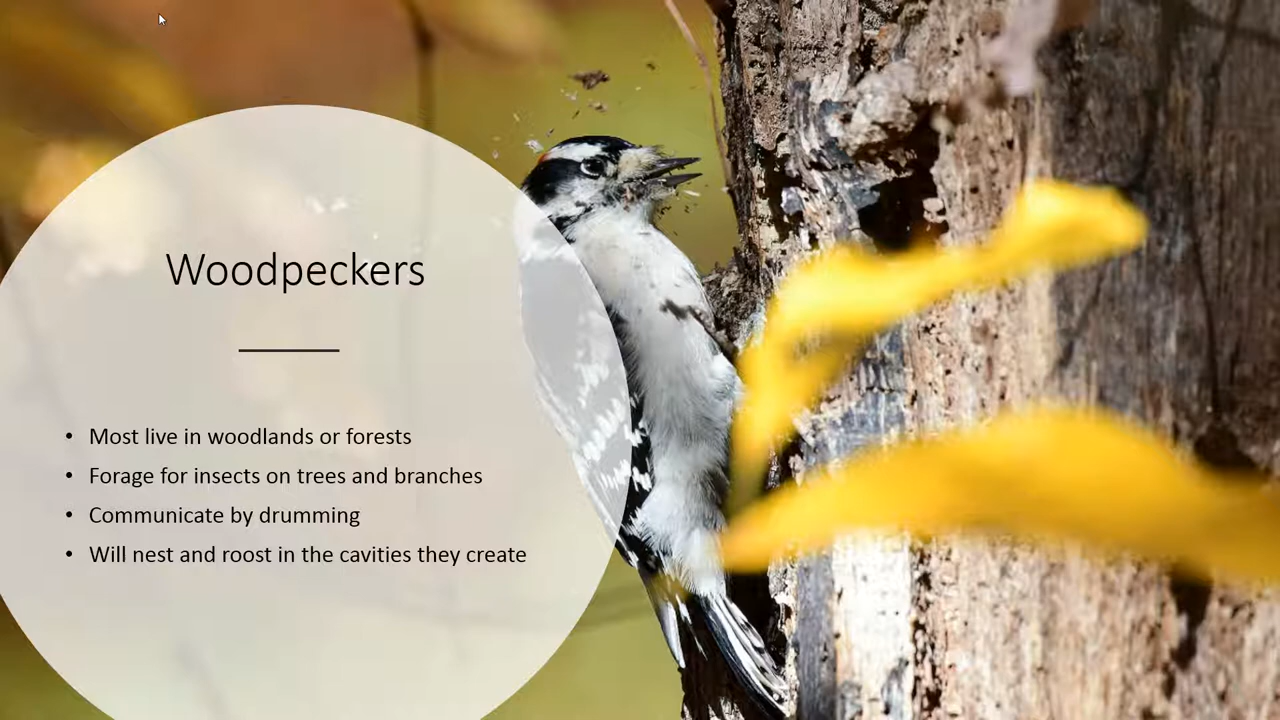 Woodpeckers
• Most live in woodlands or forests
• Forage for insects on trees and branches
• Communicate by drumming
• Will nest and roost in the cavities they create